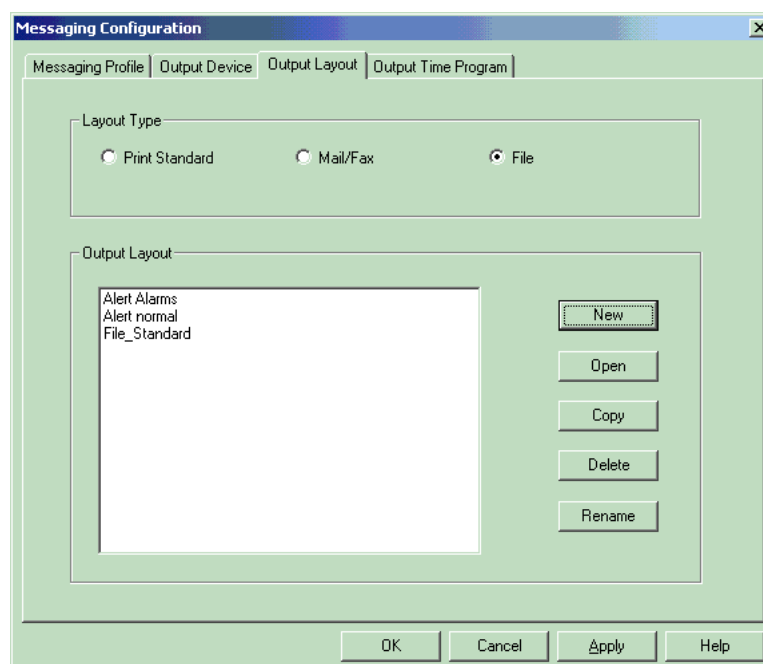 Messaging Configuration
Messaging Profile Output Device Output Layout Output Time Program
Layout Type
Print Standard Mail/Fax File
Output Layout
Alert Alarms
Alert normal
File_Standard
New
Open
Copy
Delete
Rename
OK Cancel Apply Help